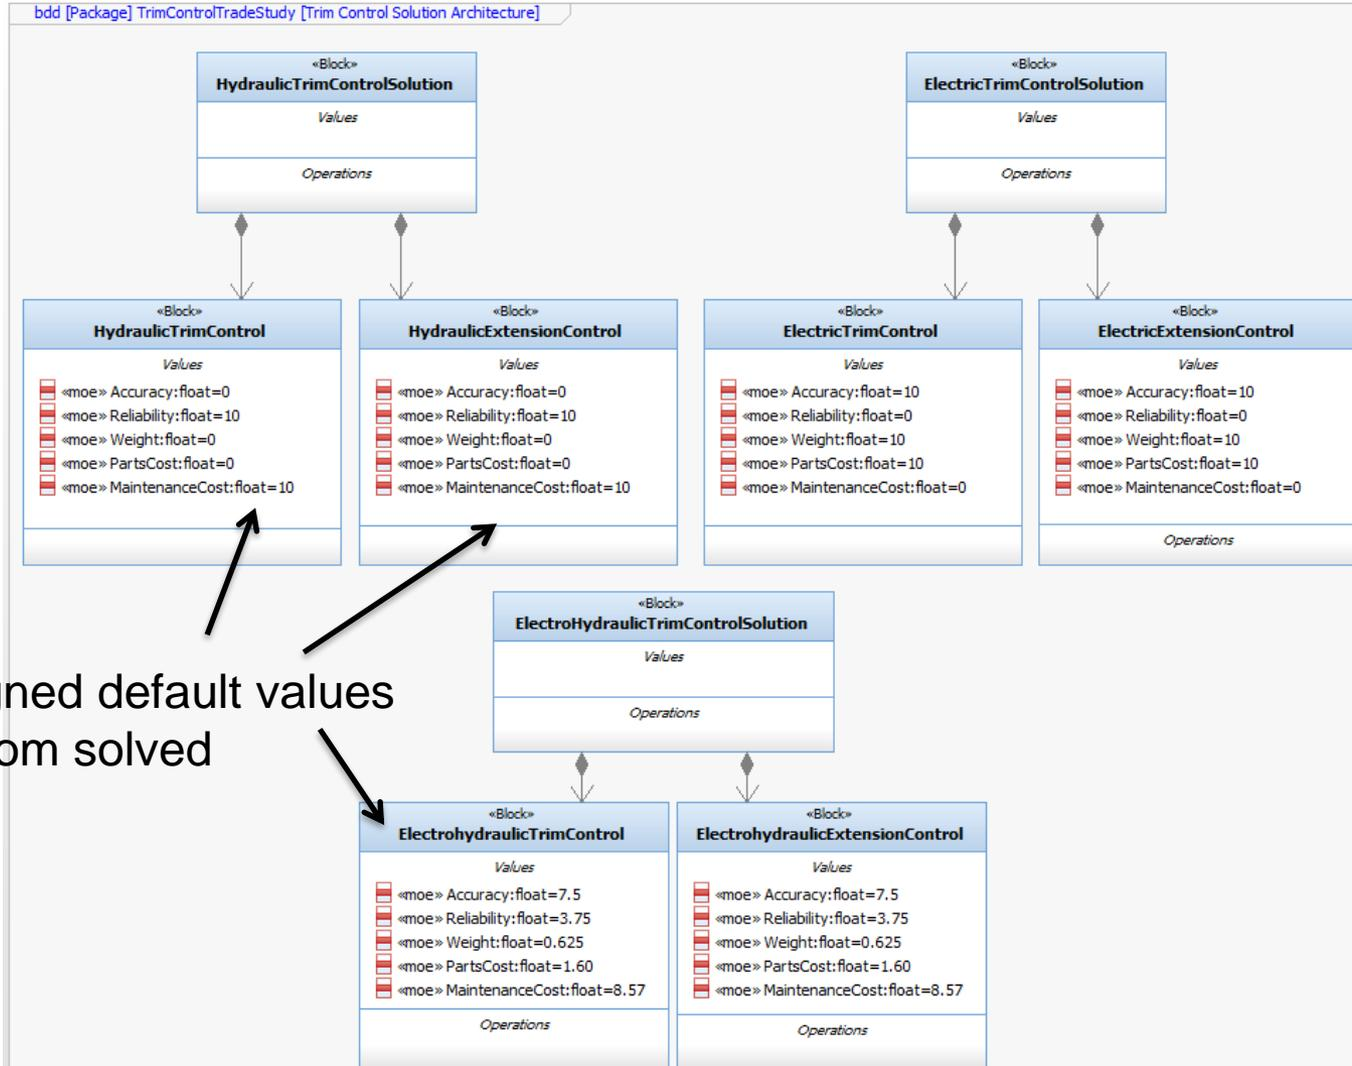 bdd [Package] TrimControlTradeStudy [Trim Control Solution Architecture]
«Block»
HydraulicTrimControlSolution
Values
Operations
«Block»
ElectricTrimControlSolution
Values
Operations
«Block»
HydraulicTrimControl
Values
«moe» Accuracy:float=0
«moe» Reliability:float=10
«moe» Weight:float=0
«moe» PartsCost:float=0
«moe» MaintenanceCost:float=10
«Block»
HydraulicExtensionControl
Values
«moe» Accuracy:float=0
«moe» Reliability:float=10
«moe» Weight:float=0
«moe» PartsCost:float=0
«moe» MaintenanceCost:float=10
«Block»
ElectricTrimControl
Values
«moe» Accuracy:float=10
«moe» Reliability:float=0
«moe» Weight:float=10
«moe» PartsCost:float=10
«moe» MaintenanceCost:float=0
«Block»
ElectricExtensionControl
Values
«moe» Accuracy:float=10
«moe» Reliability:float=0
«moe» Weight:float=10
«moe» PartsCost:float=10
«moe» MaintenanceCost:float=0
Operations
«Block»
ElectroHydraulicTrimControlSolution
Values
Operations
default values
solved
«Block»
ElectrohydraulicTrimControl
Values
«moe» Accuracy:float=7.5
«moe» Reliability:float=3.75
«moe» Weight:float=0.625
«moe» PartsCost:float=1.60
«moe» MaintenanceCost:float=8.57
Operations
«Block»
ElectrohydraulicExtensionControl
Values
«moe» Accuracy:float=7.5
«moe» Reliability:float=3.75
«moe» Weight:float=0.625
«moe» PartsCost:float=1.60
«moe» MaintenanceCost:float=8.57
Operations